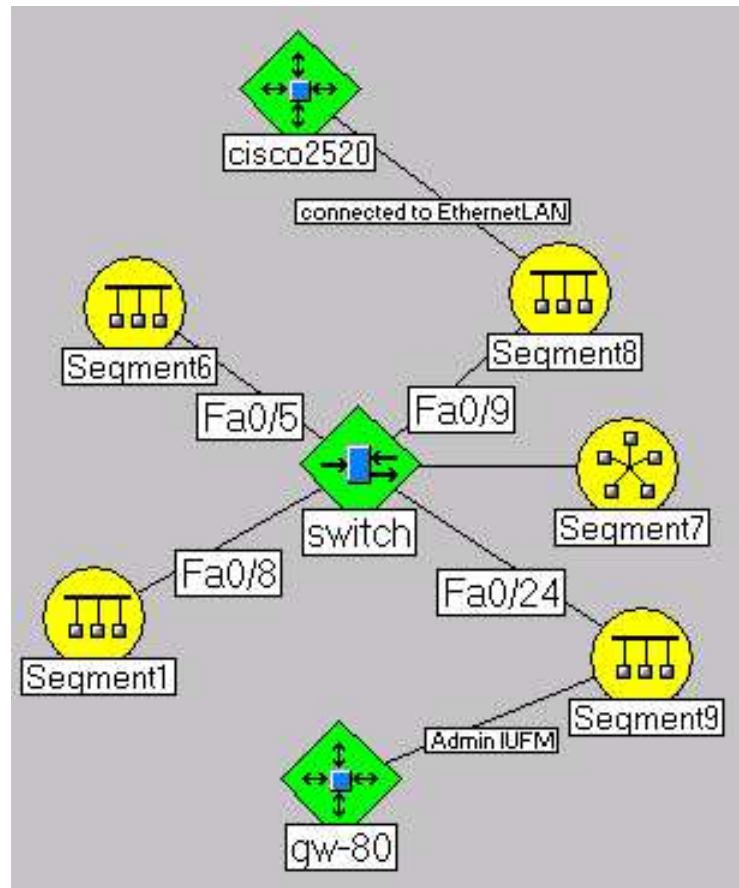 cisco2520
connected to EthernetLAN
Segment6
Segment8
Fa0/5
Fa0/9
switch
Segment7
Fa0/8
Fa0/24
Segment1
Segment9
Admin IUFM
gw-80